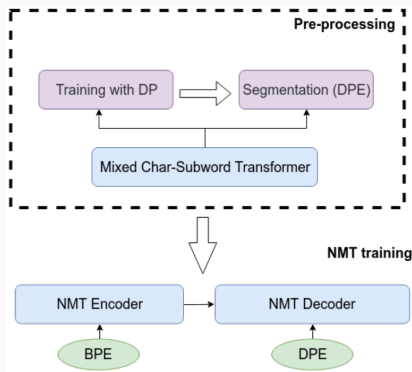 Pre-processing
Training with DP
Segmentation (DPE)
Mixed Char-Subword Transformer
NMT training
NMT Encoder
NMT Decoder
BPE
DPE